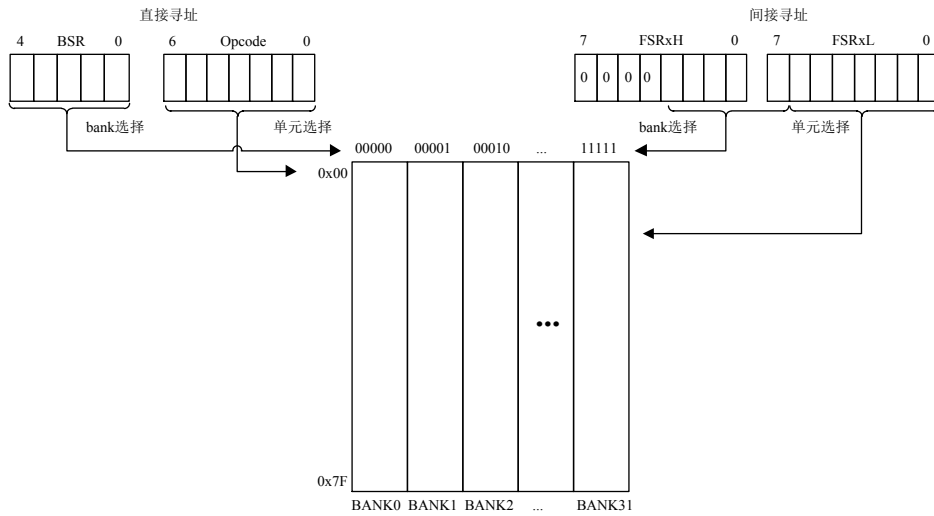 直接寻址 间接寻址
4 BSR 0 6 Opcode 0 7 FSRxH 0 7 FSRxL 0
0 0 0 0
bank选择 单元选择 bank选择 单元选择
00000 00001 00010 ... 11111
0x00
...
0x7F
BANK0 BANK1 BANK2 ... BANK31